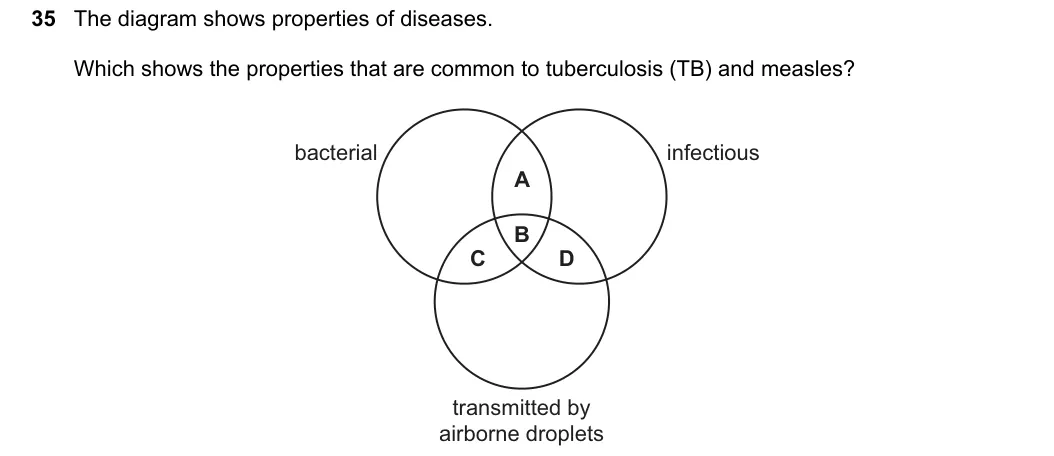 35 The diagram shows properties of diseases.
Which shows the properties that are common to tuberculosis (TB) and measles?
bacterial
infectious
A
B
C
D
transmitted by
airborne droplets